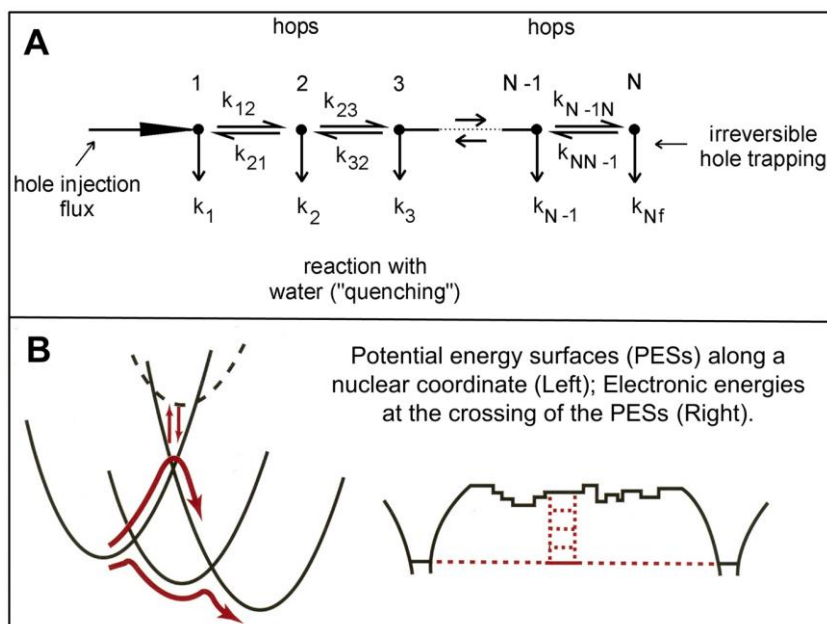 A
hops hops
1 2 3 N-1 N
k12 k23 kN-1N
k21 k32 kNN-1
hole injection
flux
irreversible
hole trapping
k1 k2 k3 kN-1 kNf
reaction with
water ("quenching")
B
Potential energy surfaces (PESs) along a
nuclear coordinate (Left); Electronic energies
at the crossing of the PESs (Right).